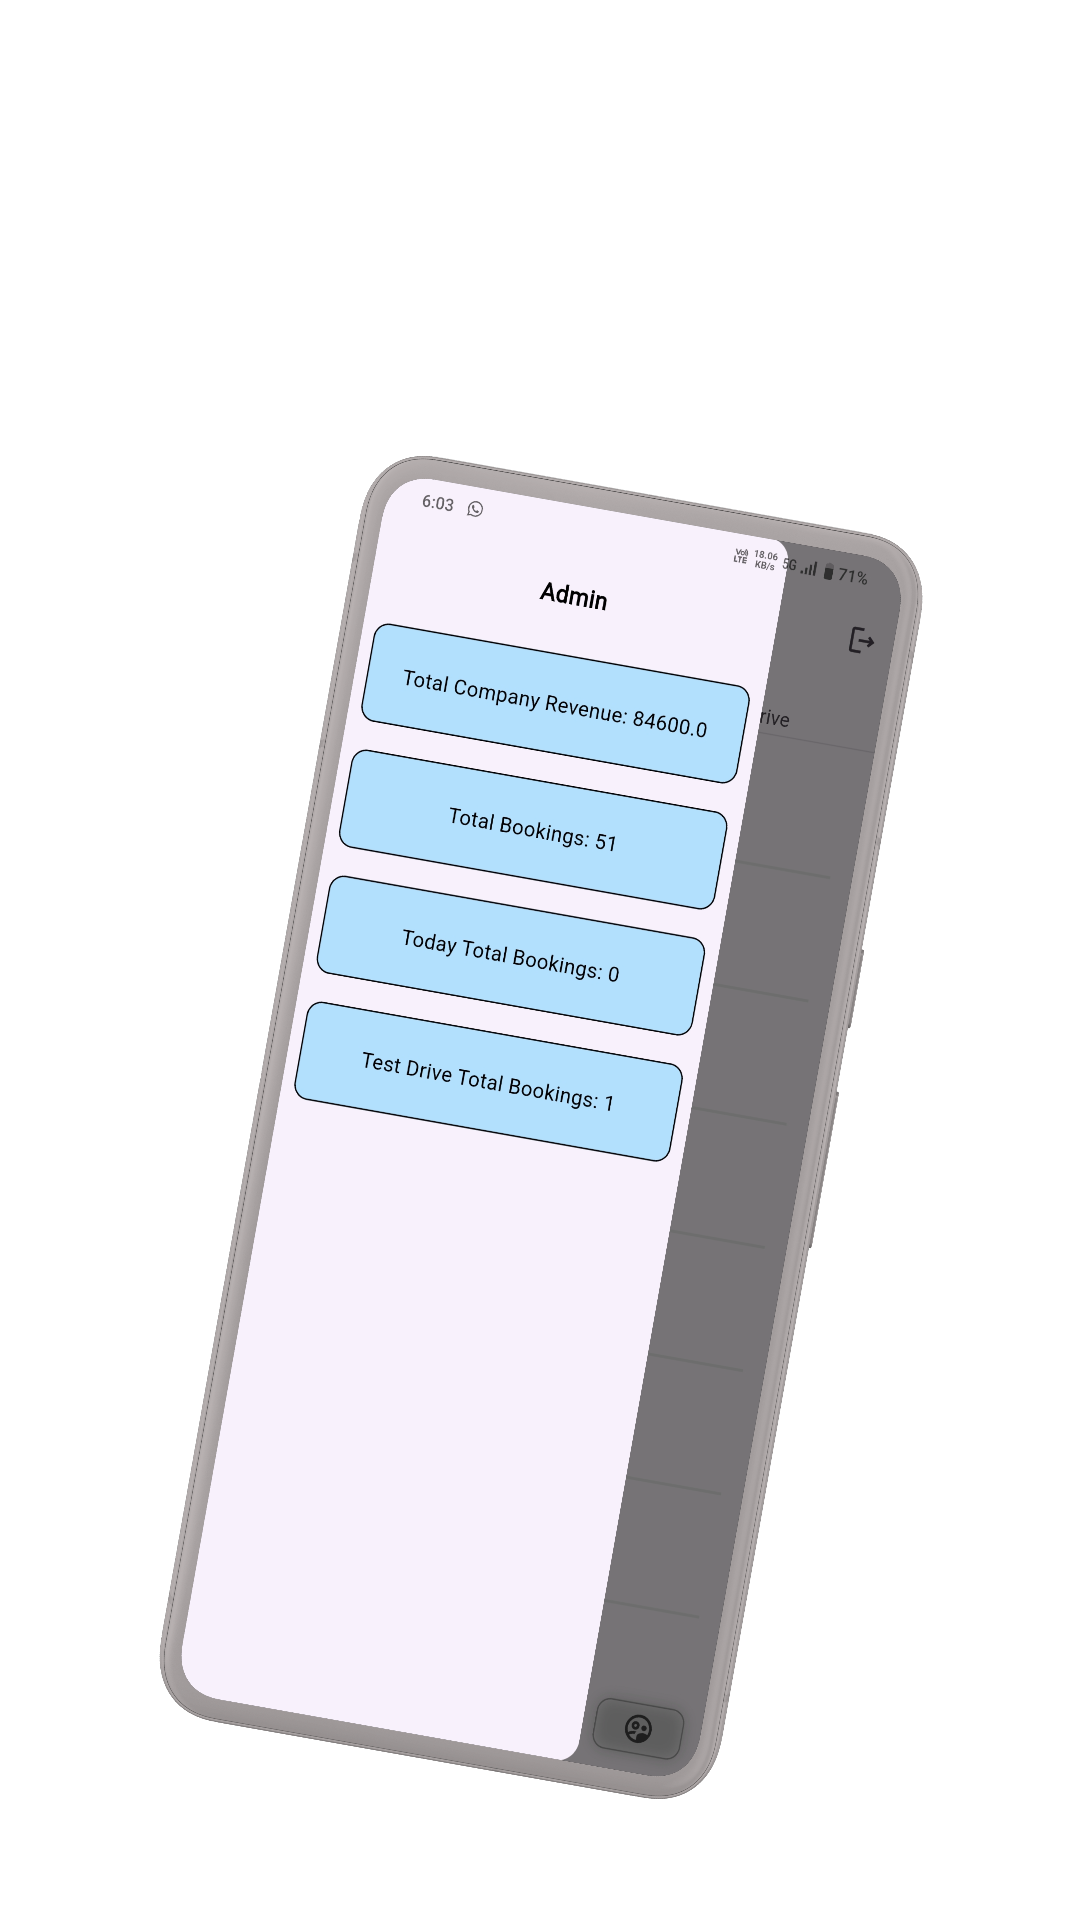 6:03
Vo)) LTE 18.06 KB/s 5G 71%
Admin
Total Company Revenue: 84600.0
rive
Total Bookings: 51
Today Total Bookings: 0
Test Drive Total Bookings: 1